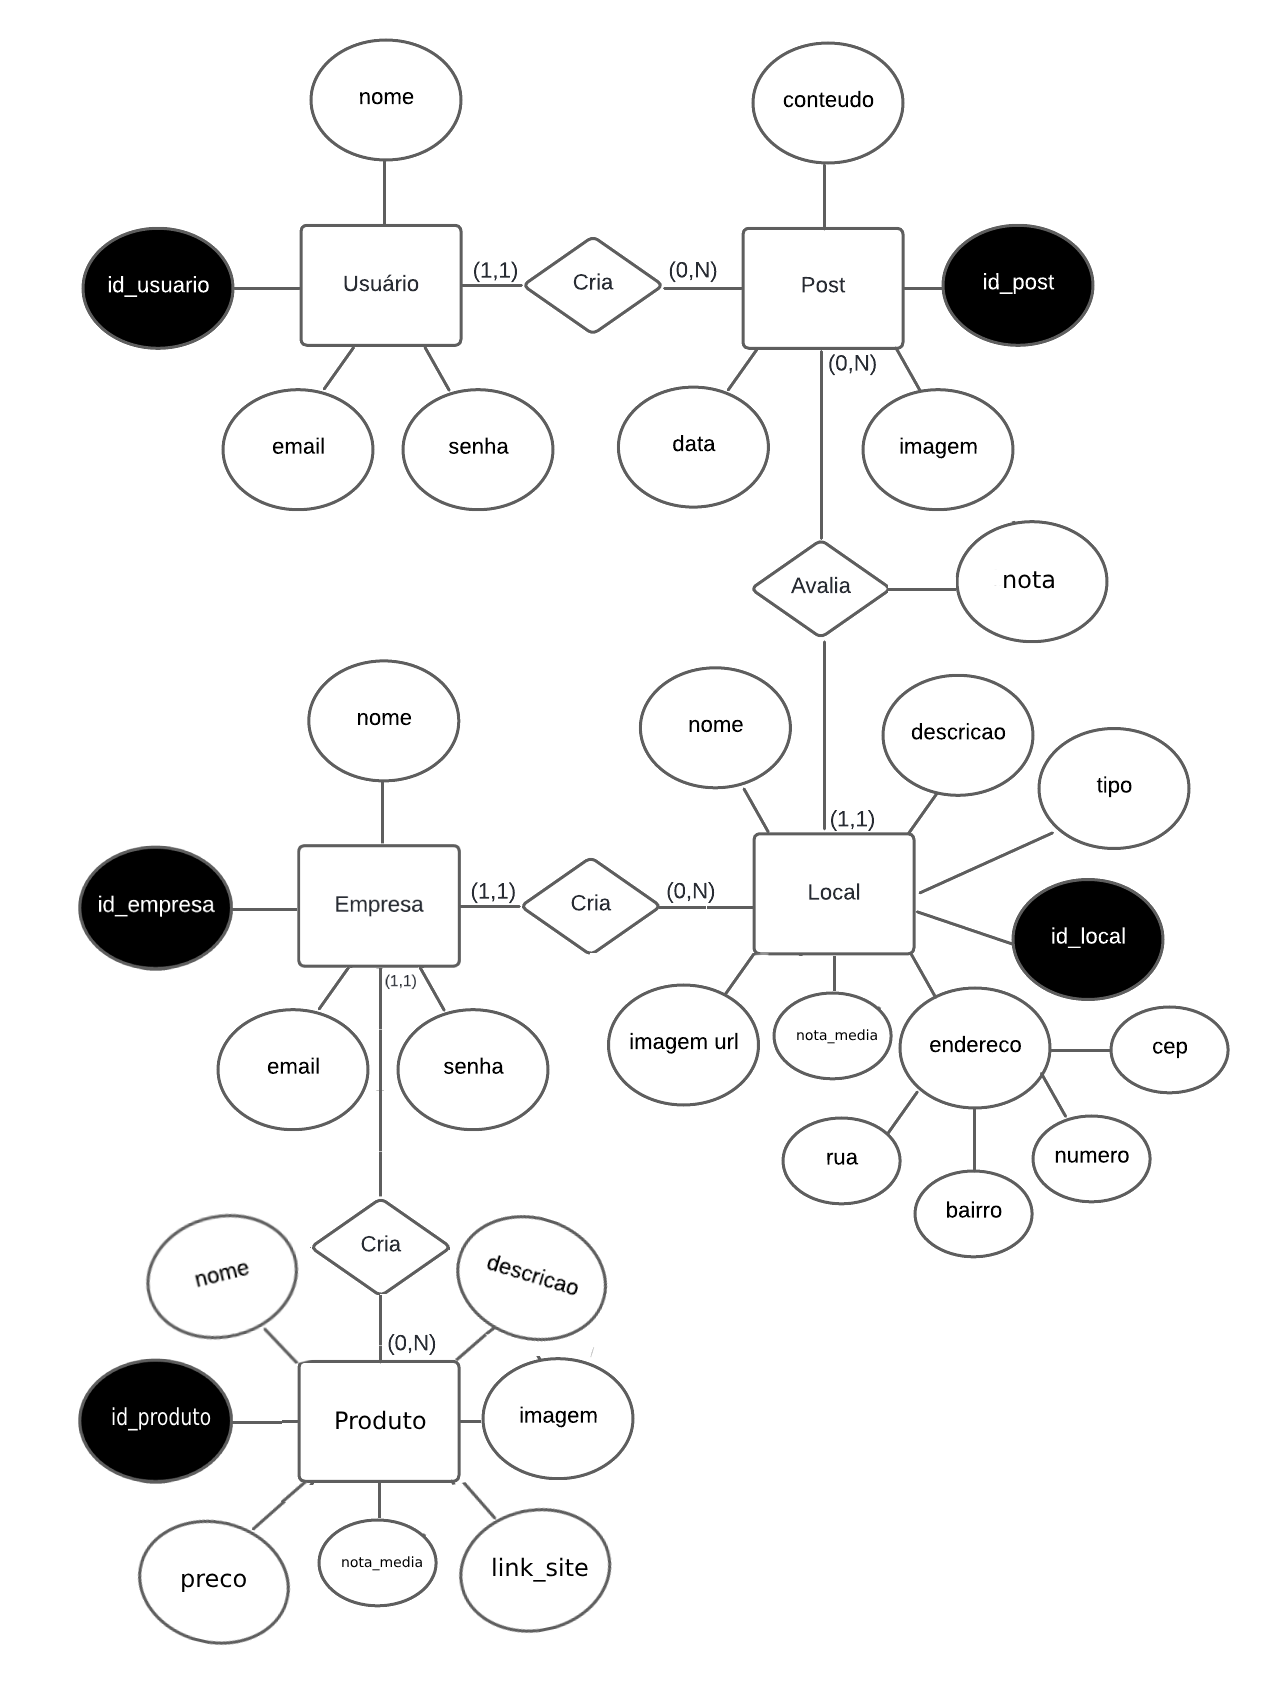 nome
conteudo
id_usuario
Usuário
(1,1)
Cria
(0,N)
Post
id_post
(0,N)
email
senha
data
imagem
Avalia
nota
nome
nome
descricao
tipo
(1,1)
id_empresa
Empresa
(1,1)
Cria
(0,N)
Local
id_local
(1,1)
email
senha
imagem url
nota_media
endereco
cep
rua
numero
bairro
Cria
nome
descricao
(0,N)
id_produto
Produto
imagem
preco
nota_media
link_site